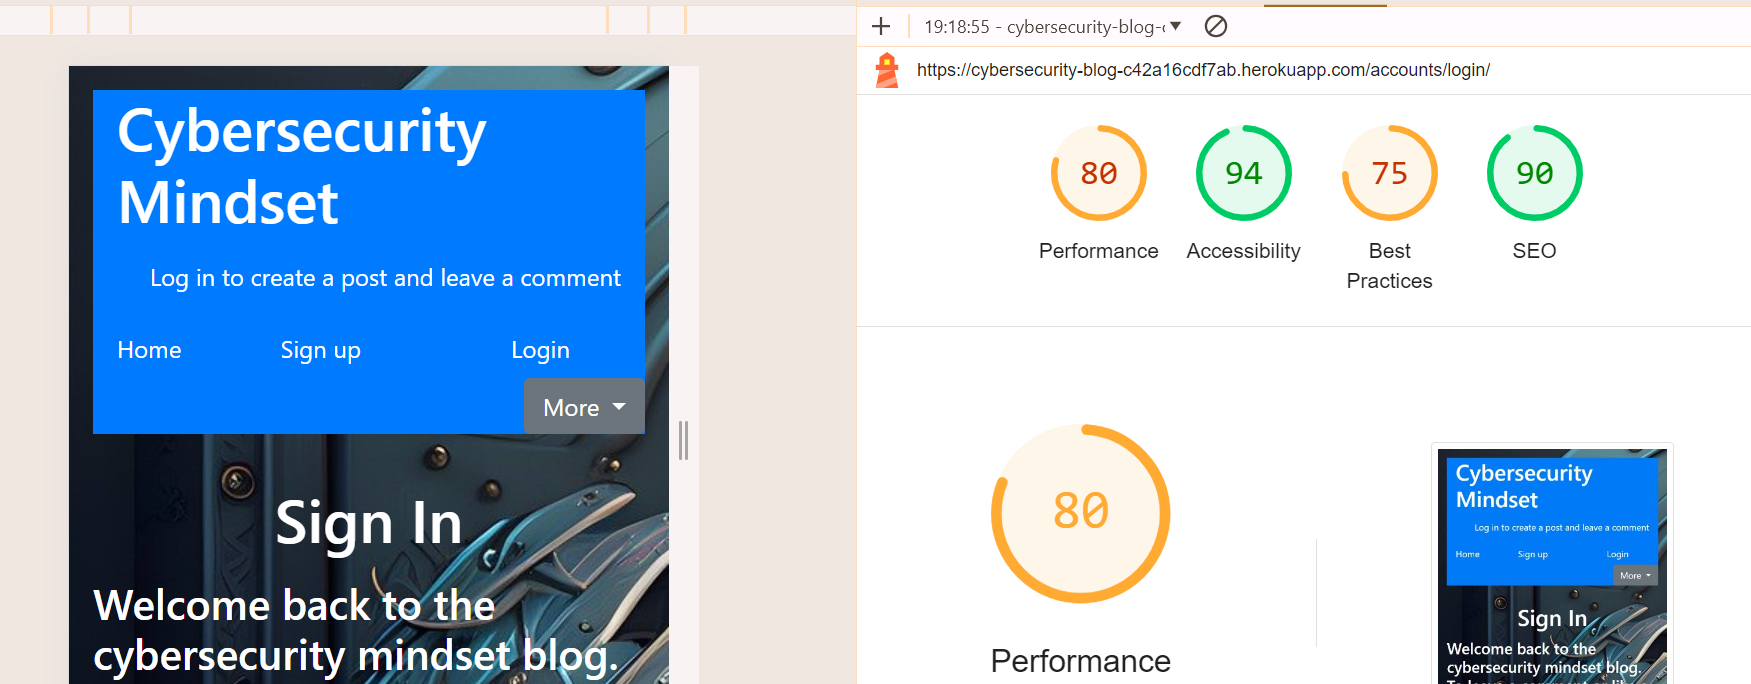 Cybersecurity
Mindset
Log in to create a post and leave a comment
Home Sign up Login
More
Sign In
Welcome back to the
cybersecurity mindset blog.
19:18:55 - cybersecurity-blog-
https://cybersecurity-blog-c42a16cdf7ab.herokuapp.com/accounts/login/
80 94 75 90
Performance Accessibility Best Practices SEO
80
Performance
Cybersecurity
Mindset
Log in to create a post and leave a comment
Home Sign up Login
More
Sign In
Welcome back to the
cybersecurity mindset blog.